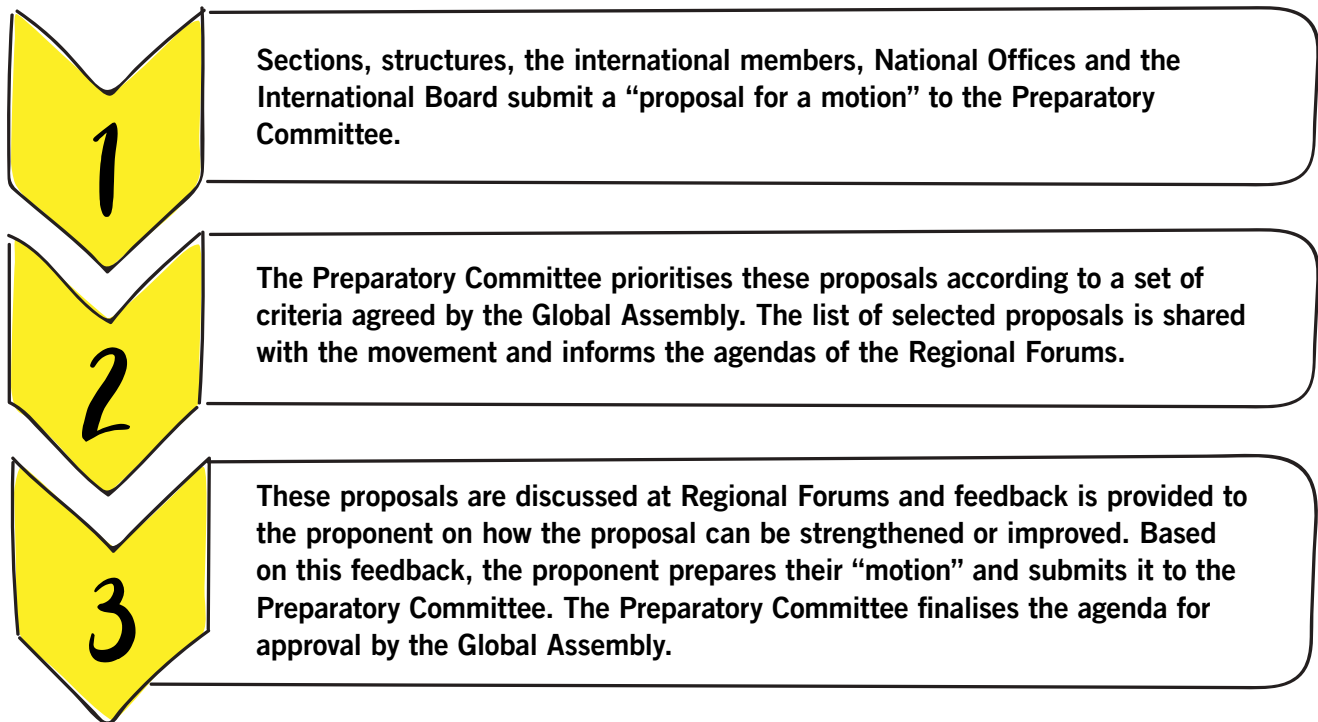 1
Sections, structures, the international members, National Offices and the
International Board submit a “proposal for a motion” to the Preparatory
Committee.
2
The Preparatory Committee prioritises these proposals according to a set of
criteria agreed by the Global Assembly. The list of selected proposals is shared
with the movement and informs the agendas of the Regional Forums.
3
These proposals are discussed at Regional Forums and feedback is provided to
the proponent on how the proposal can be strengthened or improved. Based
on this feedback, the proponent prepares their “motion” and submits it to the
Preparatory Committee. The Preparatory Committee finalises the agenda for
approval by the Global Assembly.